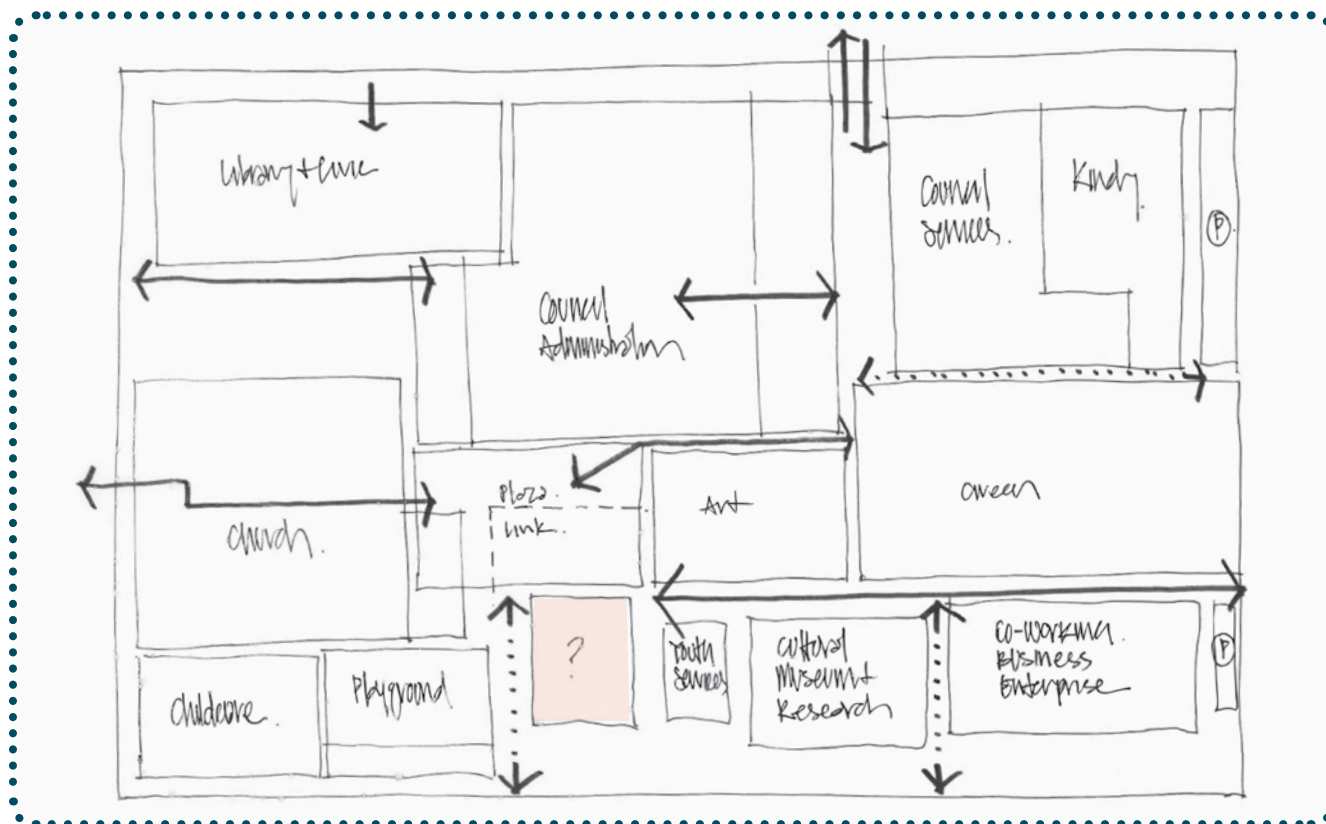 Library + Civic
Council
Services.
Kindy.
P
Council
Administration
Church.
Plaza.
Link.
Art
Green
Childcare.
Playground
?
Youth
Services
Cultural
Museum +
Research
Co-working.
Business
Enterprise
P